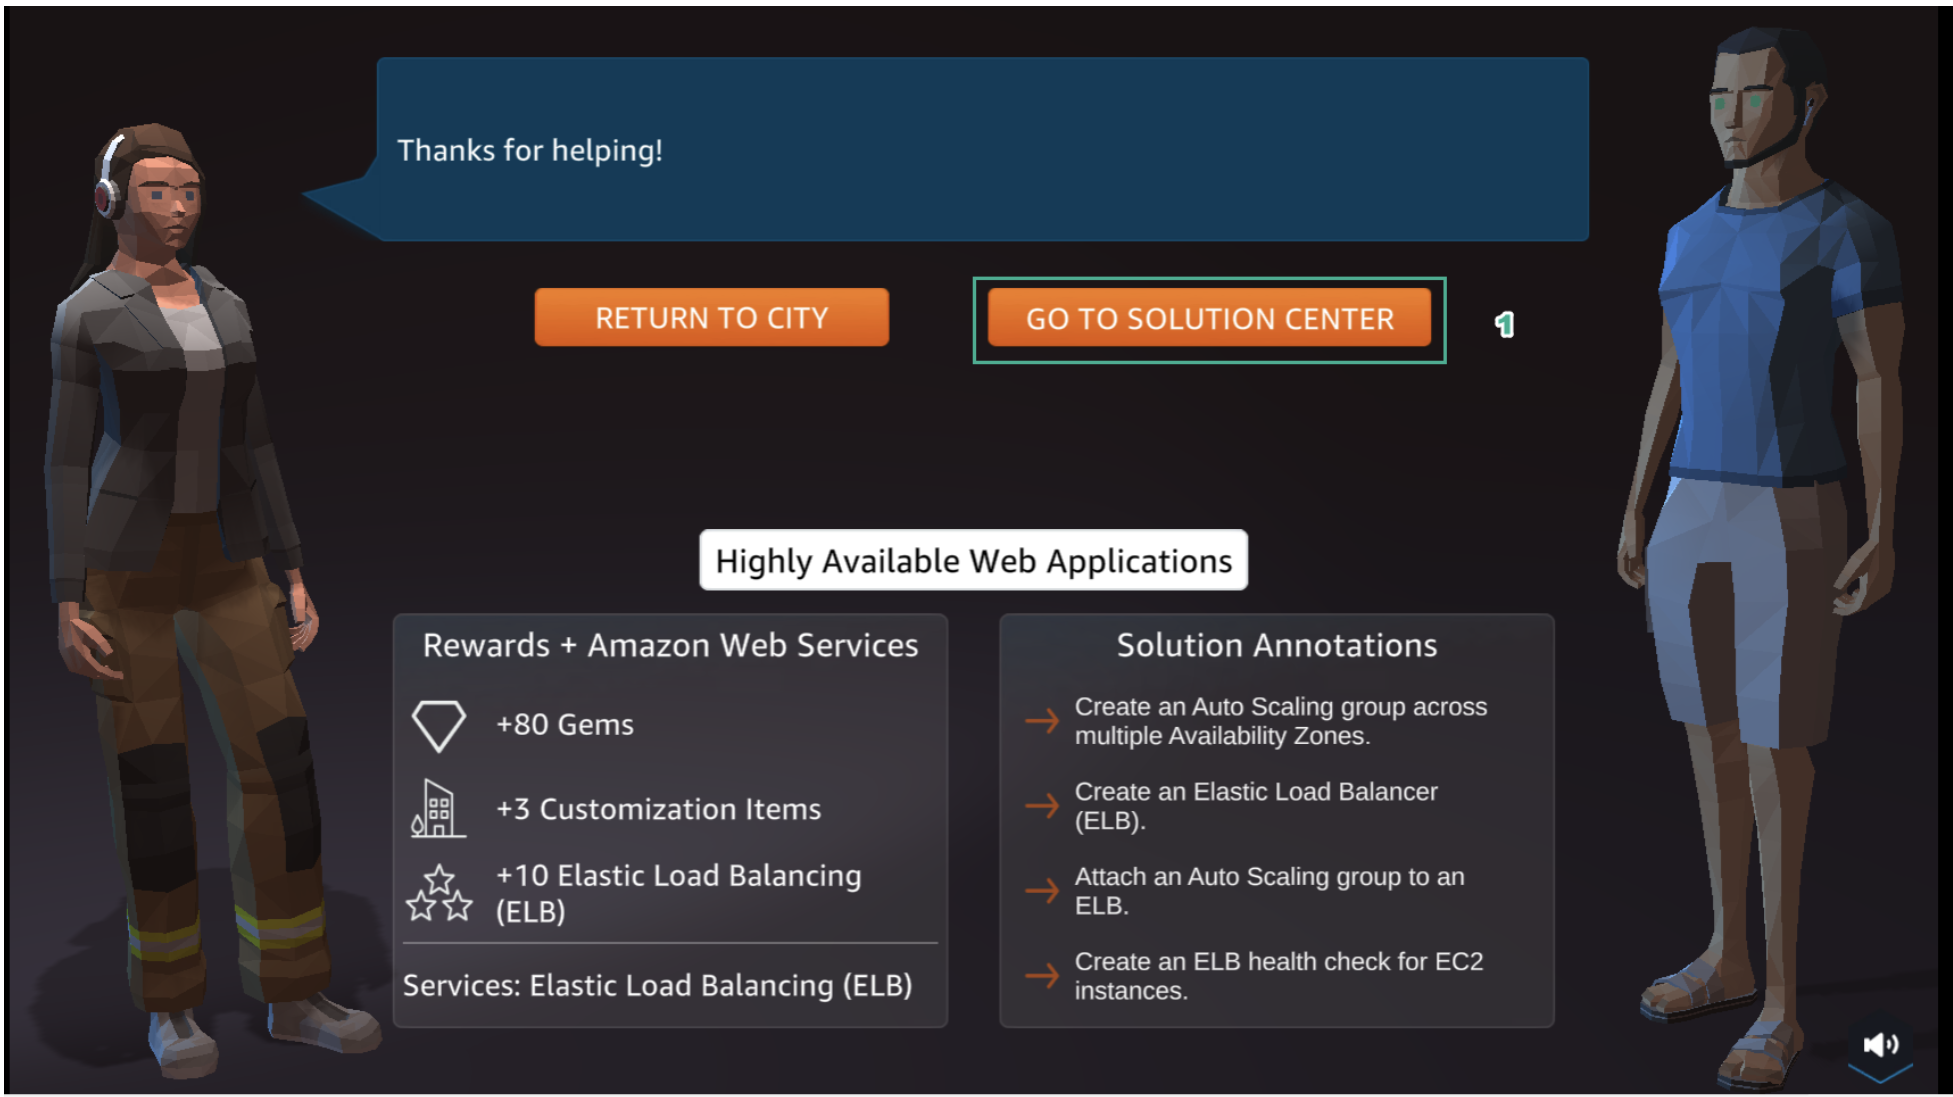 Thanks for helping!
RETURN TO CITY
GO TO SOLUTION CENTER
1
Highly Available Web Applications
Rewards + Amazon Web Services
+80 Gems
+3 Customization Items
+10 Elastic Load Balancing
(ELB)
Services: Elastic Load Balancing (ELB)
Solution Annotations
Create an Auto Scaling group across
multiple Availability Zones.
Create an Elastic Load Balancer
(ELB).
Attach an Auto Scaling group to an
ELB.
Create an ELB health check for EC2
instances.